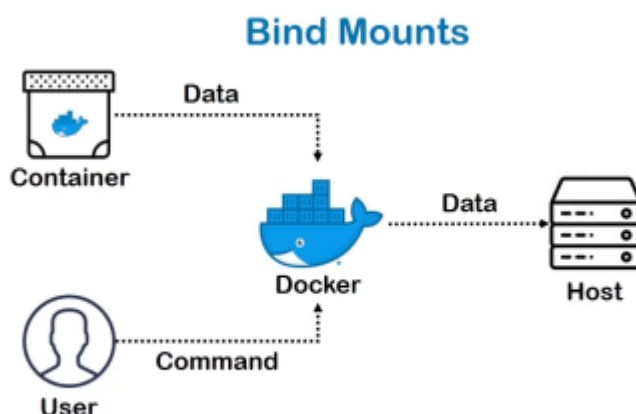 Bind Mounts
Data
Container
Data
Docker
Host
Command
User